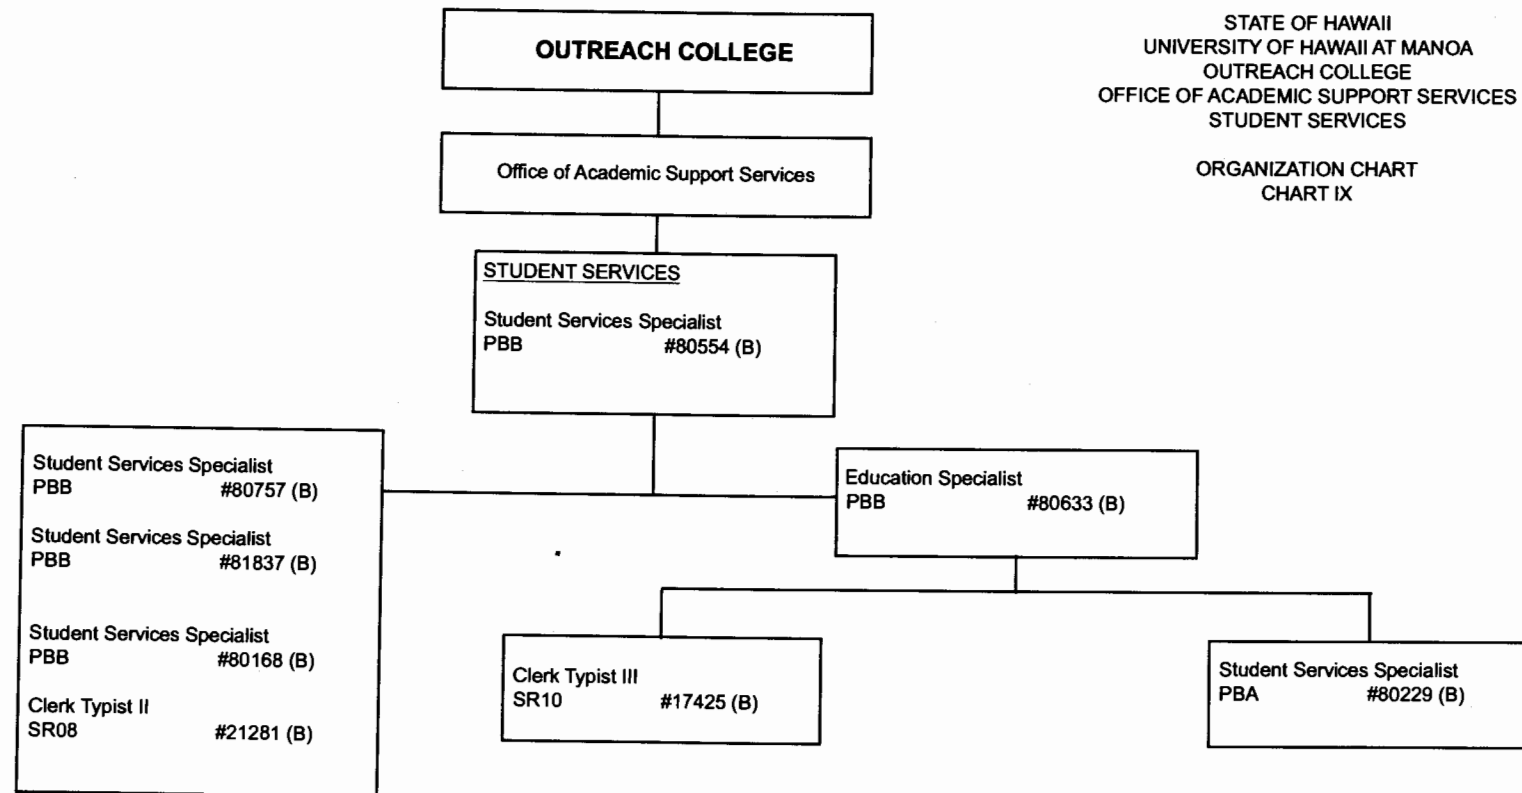 OUTREACH COLLEGE
STATE OF HAWAII
UNIVERSITY OF HAWAII AT MANOA
OUTREACH COLLEGE
OFFICE OF ACADEMIC SUPPORT SERVICES
STUDENT SERVICES
ORGANIZATION CHART
CHART IX
Office of Academic Support Services
STUDENT SERVICES
Student Services Specialist
PBB #80554 (B)
Student Services Specialist
PBB #80757 (B)
Student Services Specialist
PBB #81837 (B)
Student Services Specialist
PBB #80168 (B)
Clerk Typist II
SR08 #21281 (B)
Education Specialist
PBB #80633 (B)
Clerk Typist III
SR10 #17425 (B)
Student Services Specialist
PBA #80229 (B)